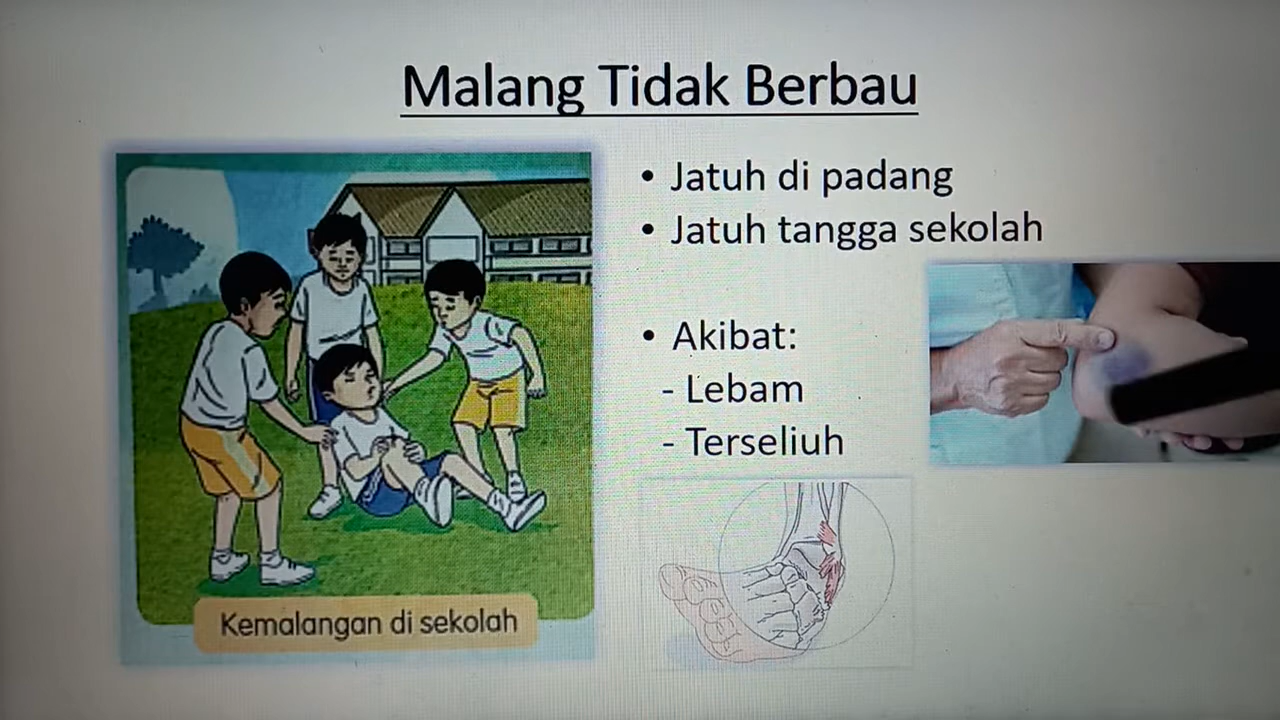 Malang Tidak Berbau
• Jatuh di padang
• Jatuh tangga sekolah
• Akibat:
- Lebam
- Terseliuh
Kemalangan di sekolah